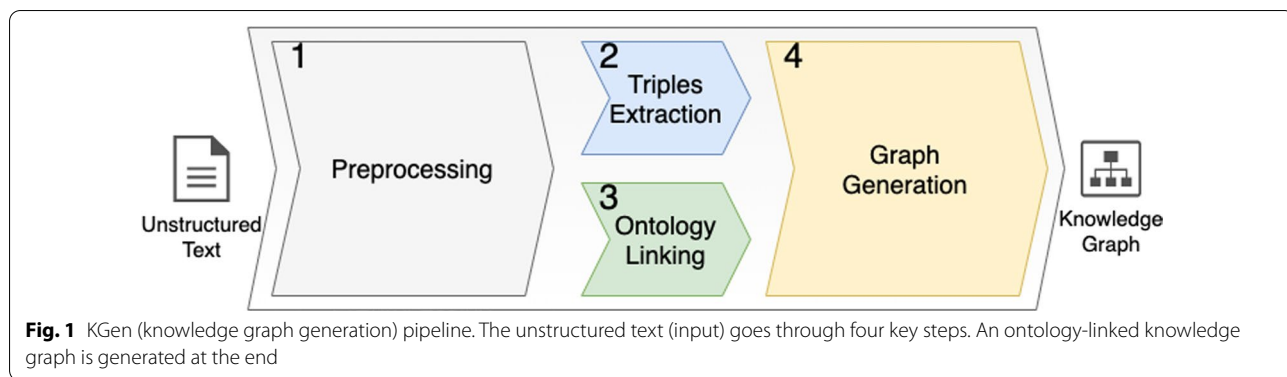 Unstructured
Text
1
Preprocessing
2
Triples
Extraction
3
Ontology
Linking
4
Graph
Generation
Knowledge
Graph
Fig. 1 KGen (knowledge graph generation) pipeline. The unstructured text (input) goes through four key steps. An ontology-linked knowledge
graph is generated at the end